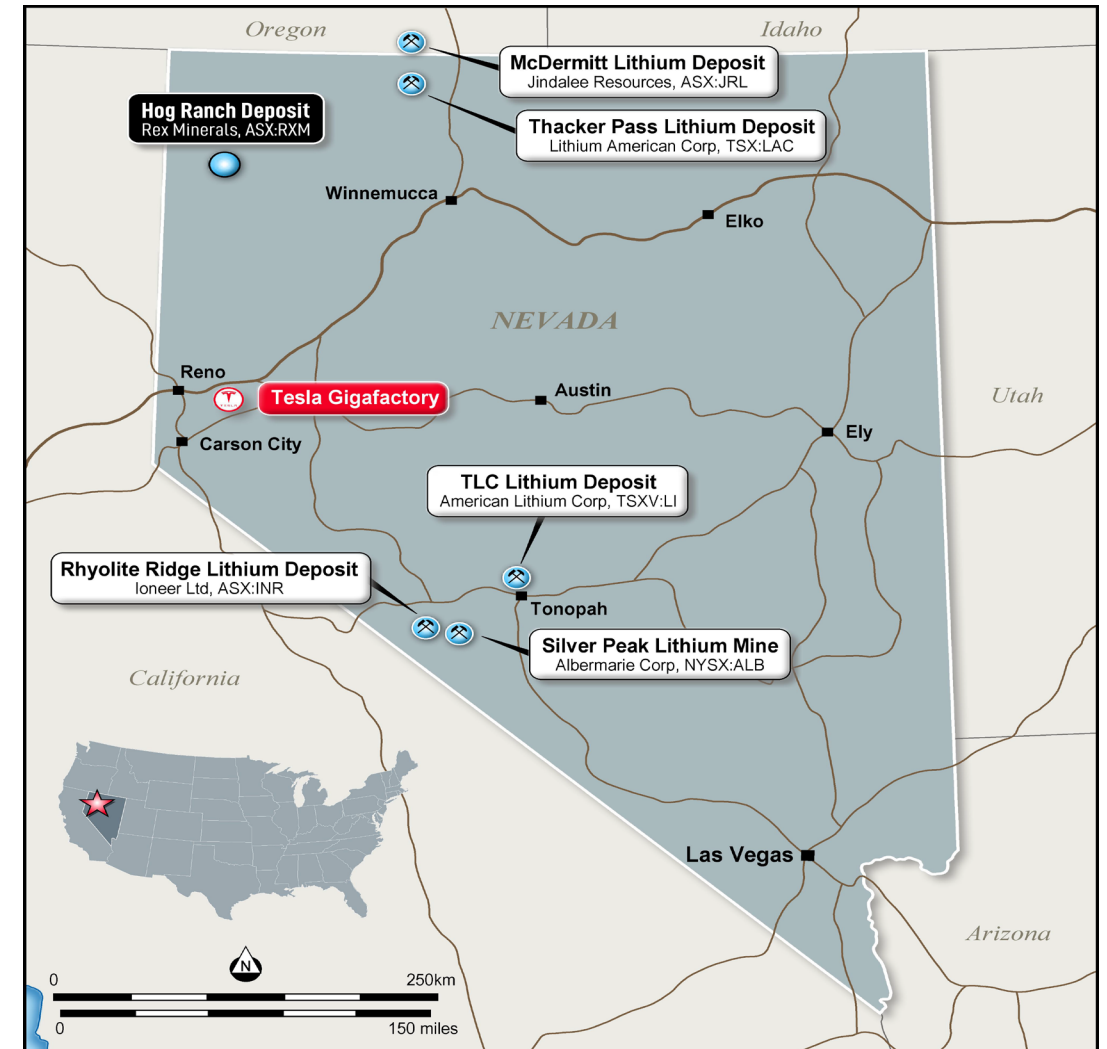 Oregon
Idaho
McDermitt Lithium Deposit
Jindalee Resources, ASX:JRL
Hog Ranch Deposit
Rex Minerals, ASX:RXM
Thacker Pass Lithium Deposit
Lithium American Corp, TSX:LAC
Winnemucca
Elko
NEVADA
Reno
Tesla Gigafactory
Austin
Utah
Carson City
Ely
TLC Lithium Deposit
American Lithium Corp, TSXV:LI
Rhyolite Ridge Lithium Deposit
Ioneer Ltd, ASX:INR
Tonopah
Silver Peak Lithium Mine
Albermarie Corp, NYSX:ALB
California
Las Vegas
Arizona
N
0
250km
0
150 miles